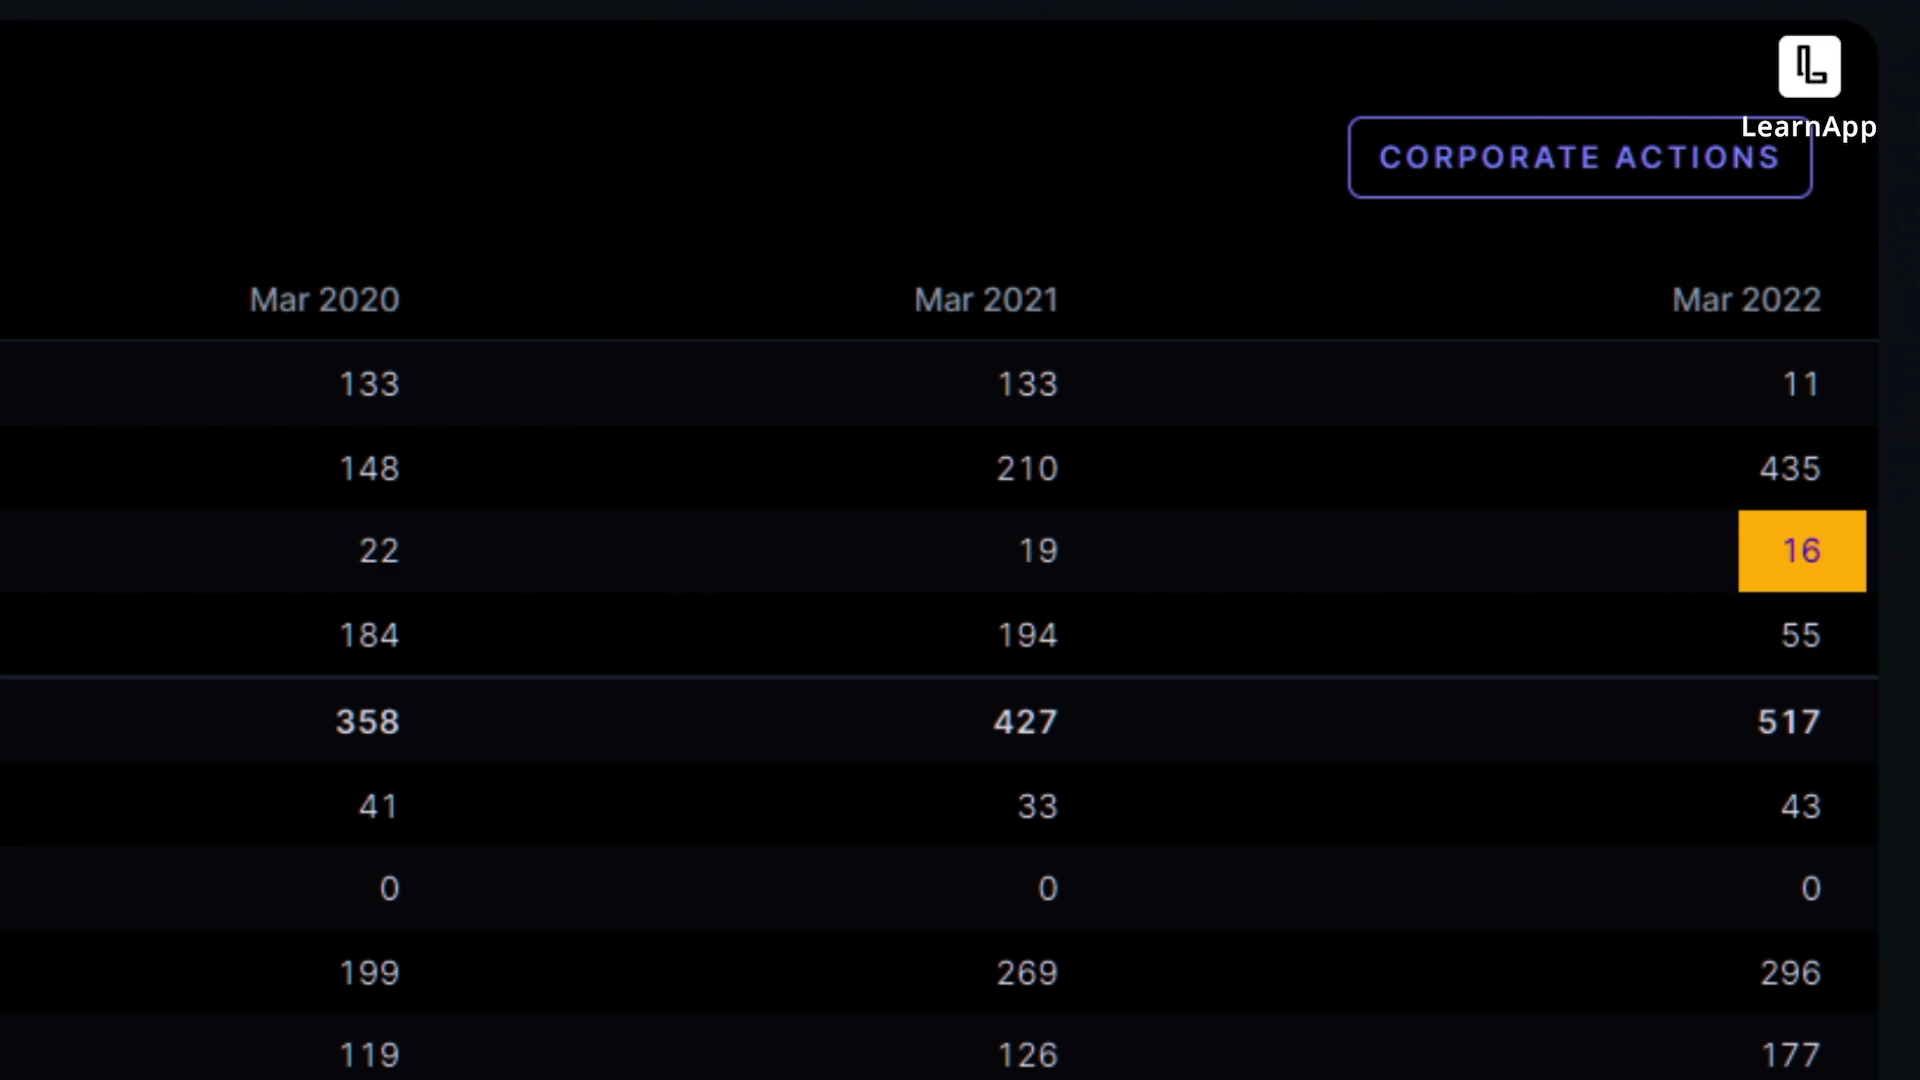 LearnApp
CORPORATE ACTIONS
Mar 2020 Mar 2021 Mar 2022
133 133 11
148 210 435
22 19 16
184 194 55
358 427 517
41 33 43
0 0 0
199 269 296
119 126 177